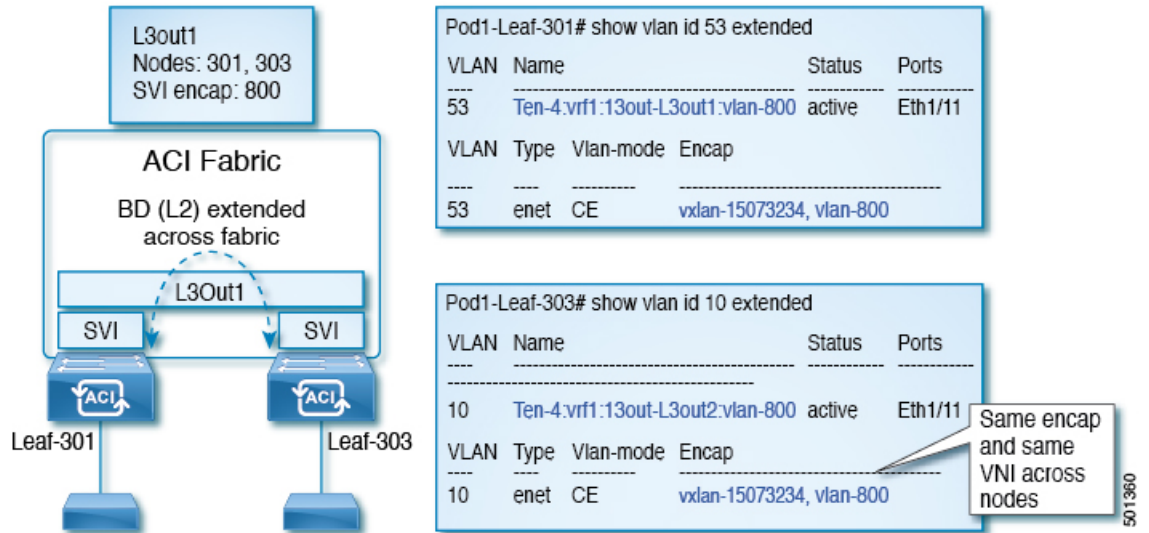 L3out1
Nodes: 301, 303
SVI encap: 800
ACI Fabric
BD (L2) extended
across fabric
L3Out1
SVI
SVI
ACI
ACI
Leaf-301
Leaf-303
Pod1-Leaf-301# show vlan id 53 extended
VLAN Name Status Ports
---- -------------------------------------------- ------------ ------------
53 Ten-4:vrf1:13out-L3out1:vlan-800 active Eth1/11
VLAN Type Vlan-mode Encap
---- ---- ---------- -----------------------------------------
53 enet CE vxlan-15073234, vlan-800
Pod1-Leaf-303# show vlan id 10 extended
VLAN Name Status Ports
---- -------------------------------------------- ------------ ------------
------------------------------------------------
10 Ten-4:vrf1:13out-L3out2:vlan-800 active Eth1/11
VLAN Type Vlan-mode Encap
---- ---- ---------- -----------------------------------------
10 enet CE vxlan-15073234, vlan-800
Same encap
and same
VNI across
nodes
501360